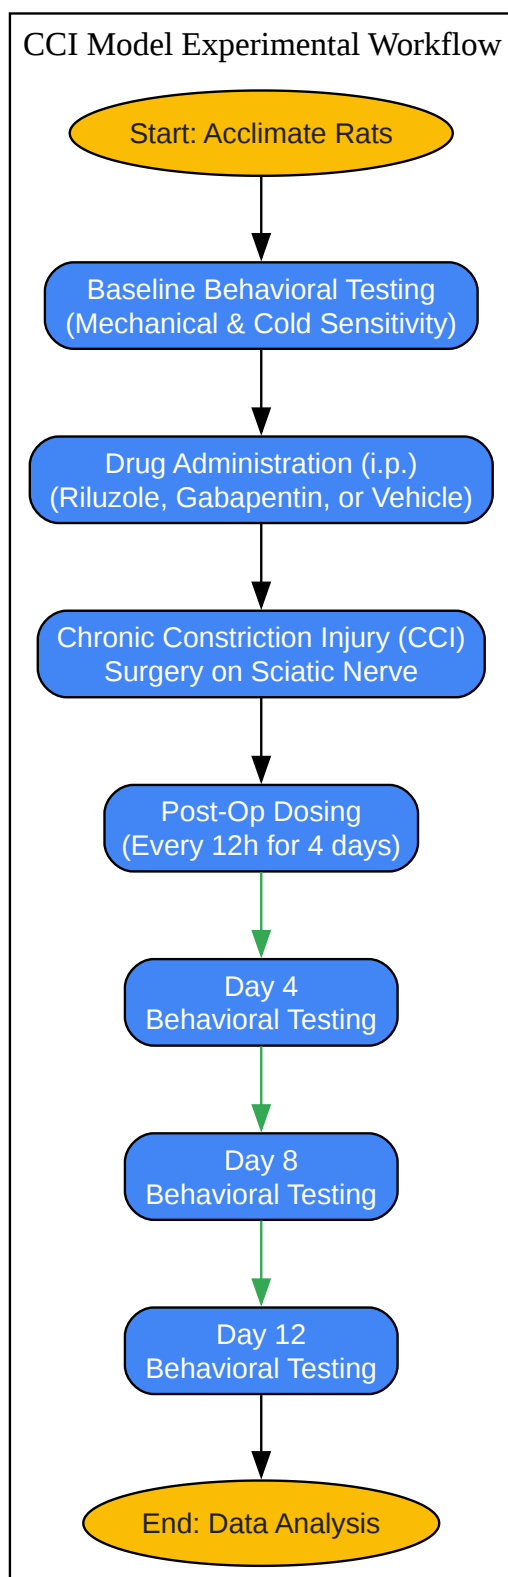 CCI Model Experimental Workflow
Start: Acclimate Rats
Baseline Behavioral Testing
(Mechanical & Cold Sensitivity)
Drug Administration (i.p.)
(Riluzole, Gabapentin, or Vehicle)
Chronic Constriction Injury (CCI)
Surgery on Sciatic Nerve
Post-Op Dosing
(Every 12h for 4 days)
Day 4
Behavioral Testing
Day 8
Behavioral Testing
Day 12
Behavioral Testing
End: Data Analysis